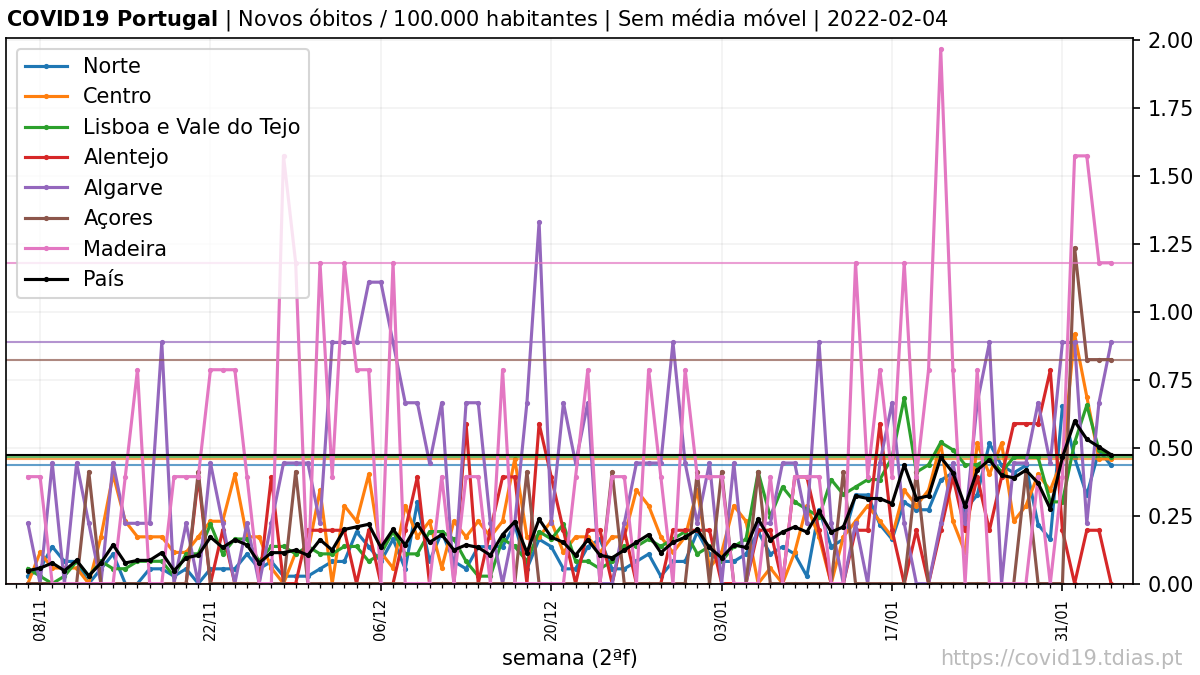 COVID19 Portugal | Novos óbitos / 100.000 habitantes | Sem média móvel | 2022-02-04
Norte
Centro
Lisboa e Vale do Tejo
Alentejo
Algarve
Açores
Madeira
País
2.00
1.75
1.50
1.25
1.00
0.75
0.50
0.25
0.00
08/11
22/11
06/12
20/12
03/01
17/01
31/01
semana (2ªf)
https://covid19.tdias.pt